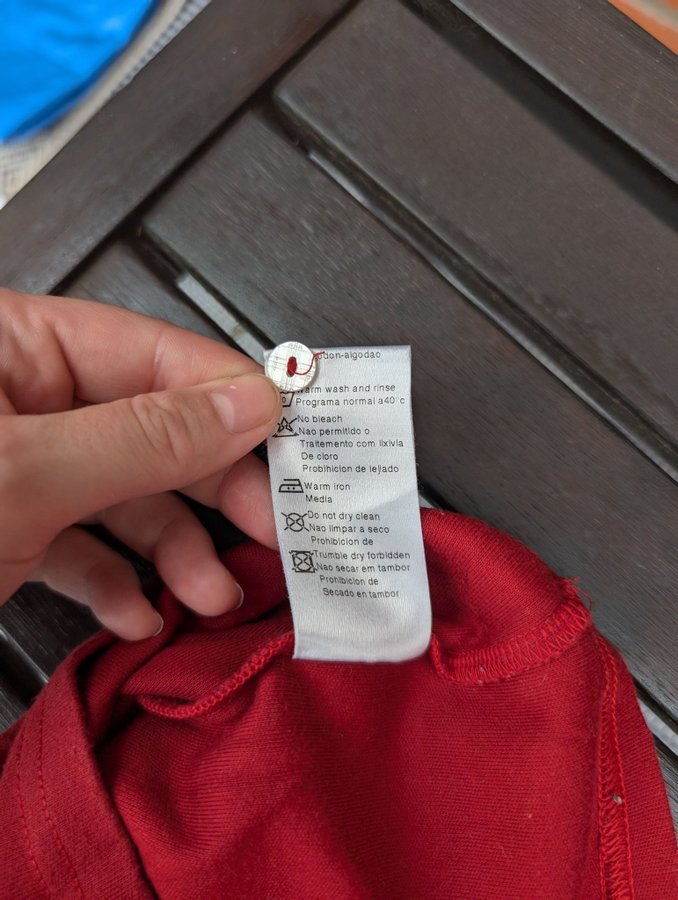 odon-algodao
warm wash and rinse
Programa normal a40 c
No bleach
Nao permitido o
Traitemento com lixivia
De cloro
Probihicion de lejiado
Warm iron
Media
Do not dry clean
Nao limpar a seco
Prohibicion de
Trumble dry forbidden
Nao secar em tambor
Prohibicion de
Secado en tambor